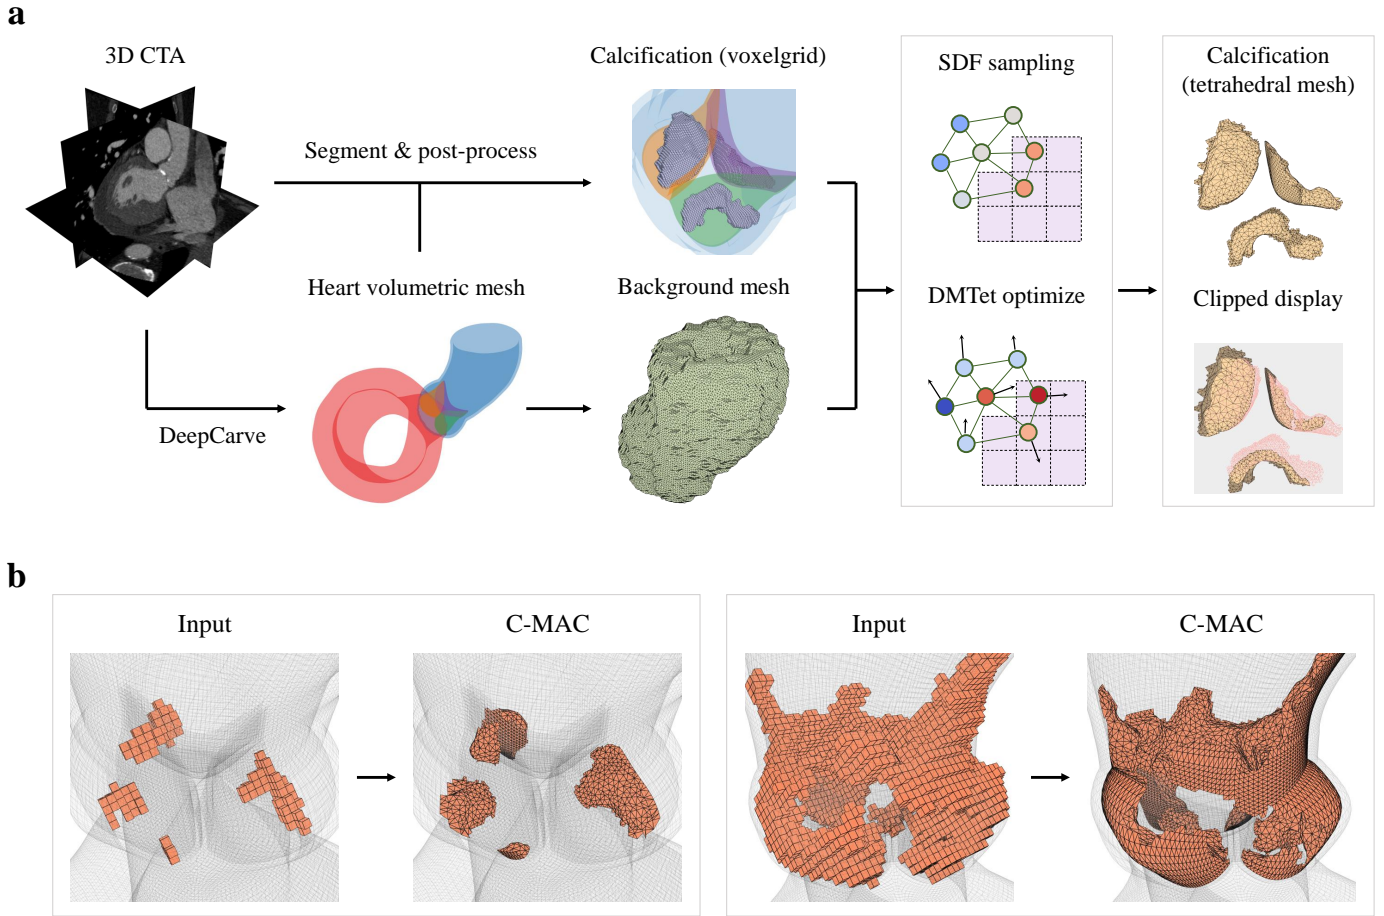 a
3D CTA
Segment & post-process
Calcification (voxelgrid)
SDF sampling
Calcification
(tetrahedral mesh)
Heart volumetric mesh
Background mesh
DMTet optimize
Clipped display
DeepCarve
b
Input
C-MAC
Input
C-MAC